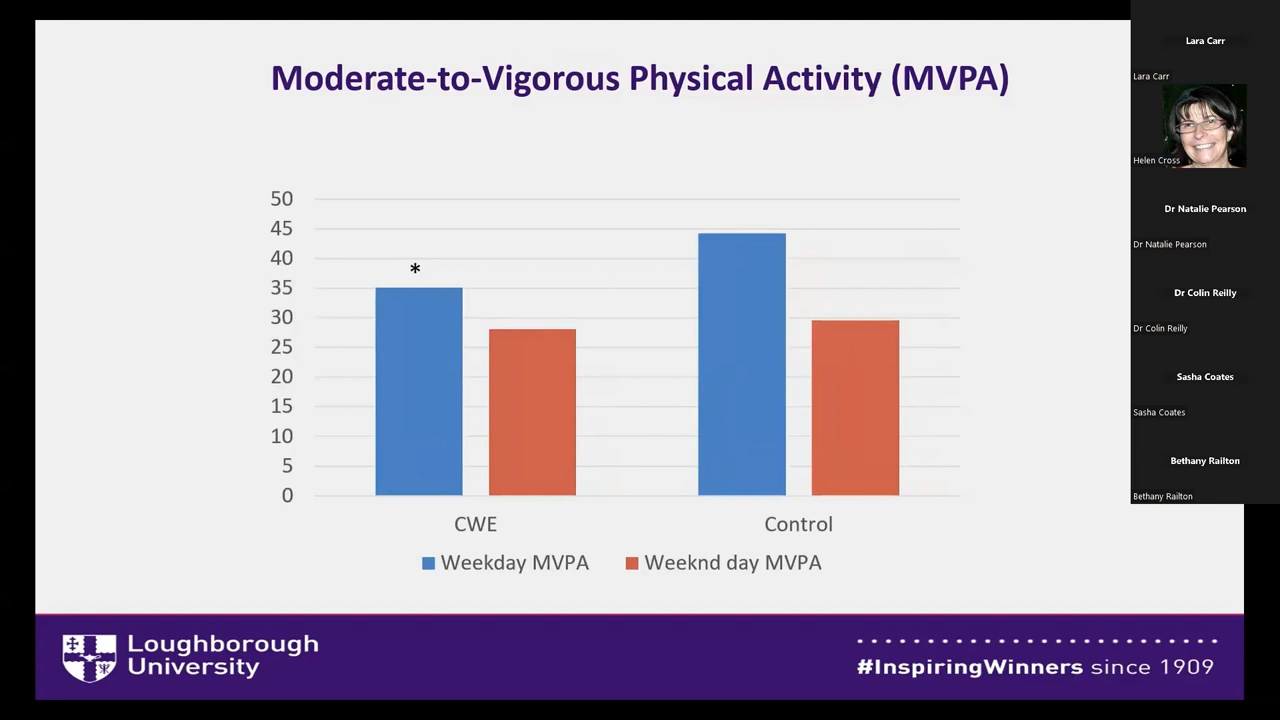 Moderate-to-Vigorous Physical Activity (MVPA)
50
45
40
35
30
25
20
15
10
5
0
*
CWE
Control
Weekday MVPA
Weeknd day MVPA
Loughborough
University
#InspiringWinners since 1909
Lara Carr
Lara Carr
Helen Cross
Dr Natalie Pearson
Dr Natalie Pearson
Dr Colin Reilly
Dr Colin Reilly
Sasha Coates
Sasha Coates
Bethany Railton
Bethany Railton